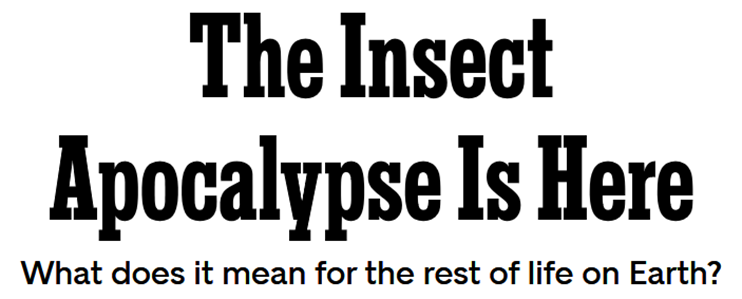 The Insect
Apocalypse Is Here
What does it mean for the rest of life on Earth?